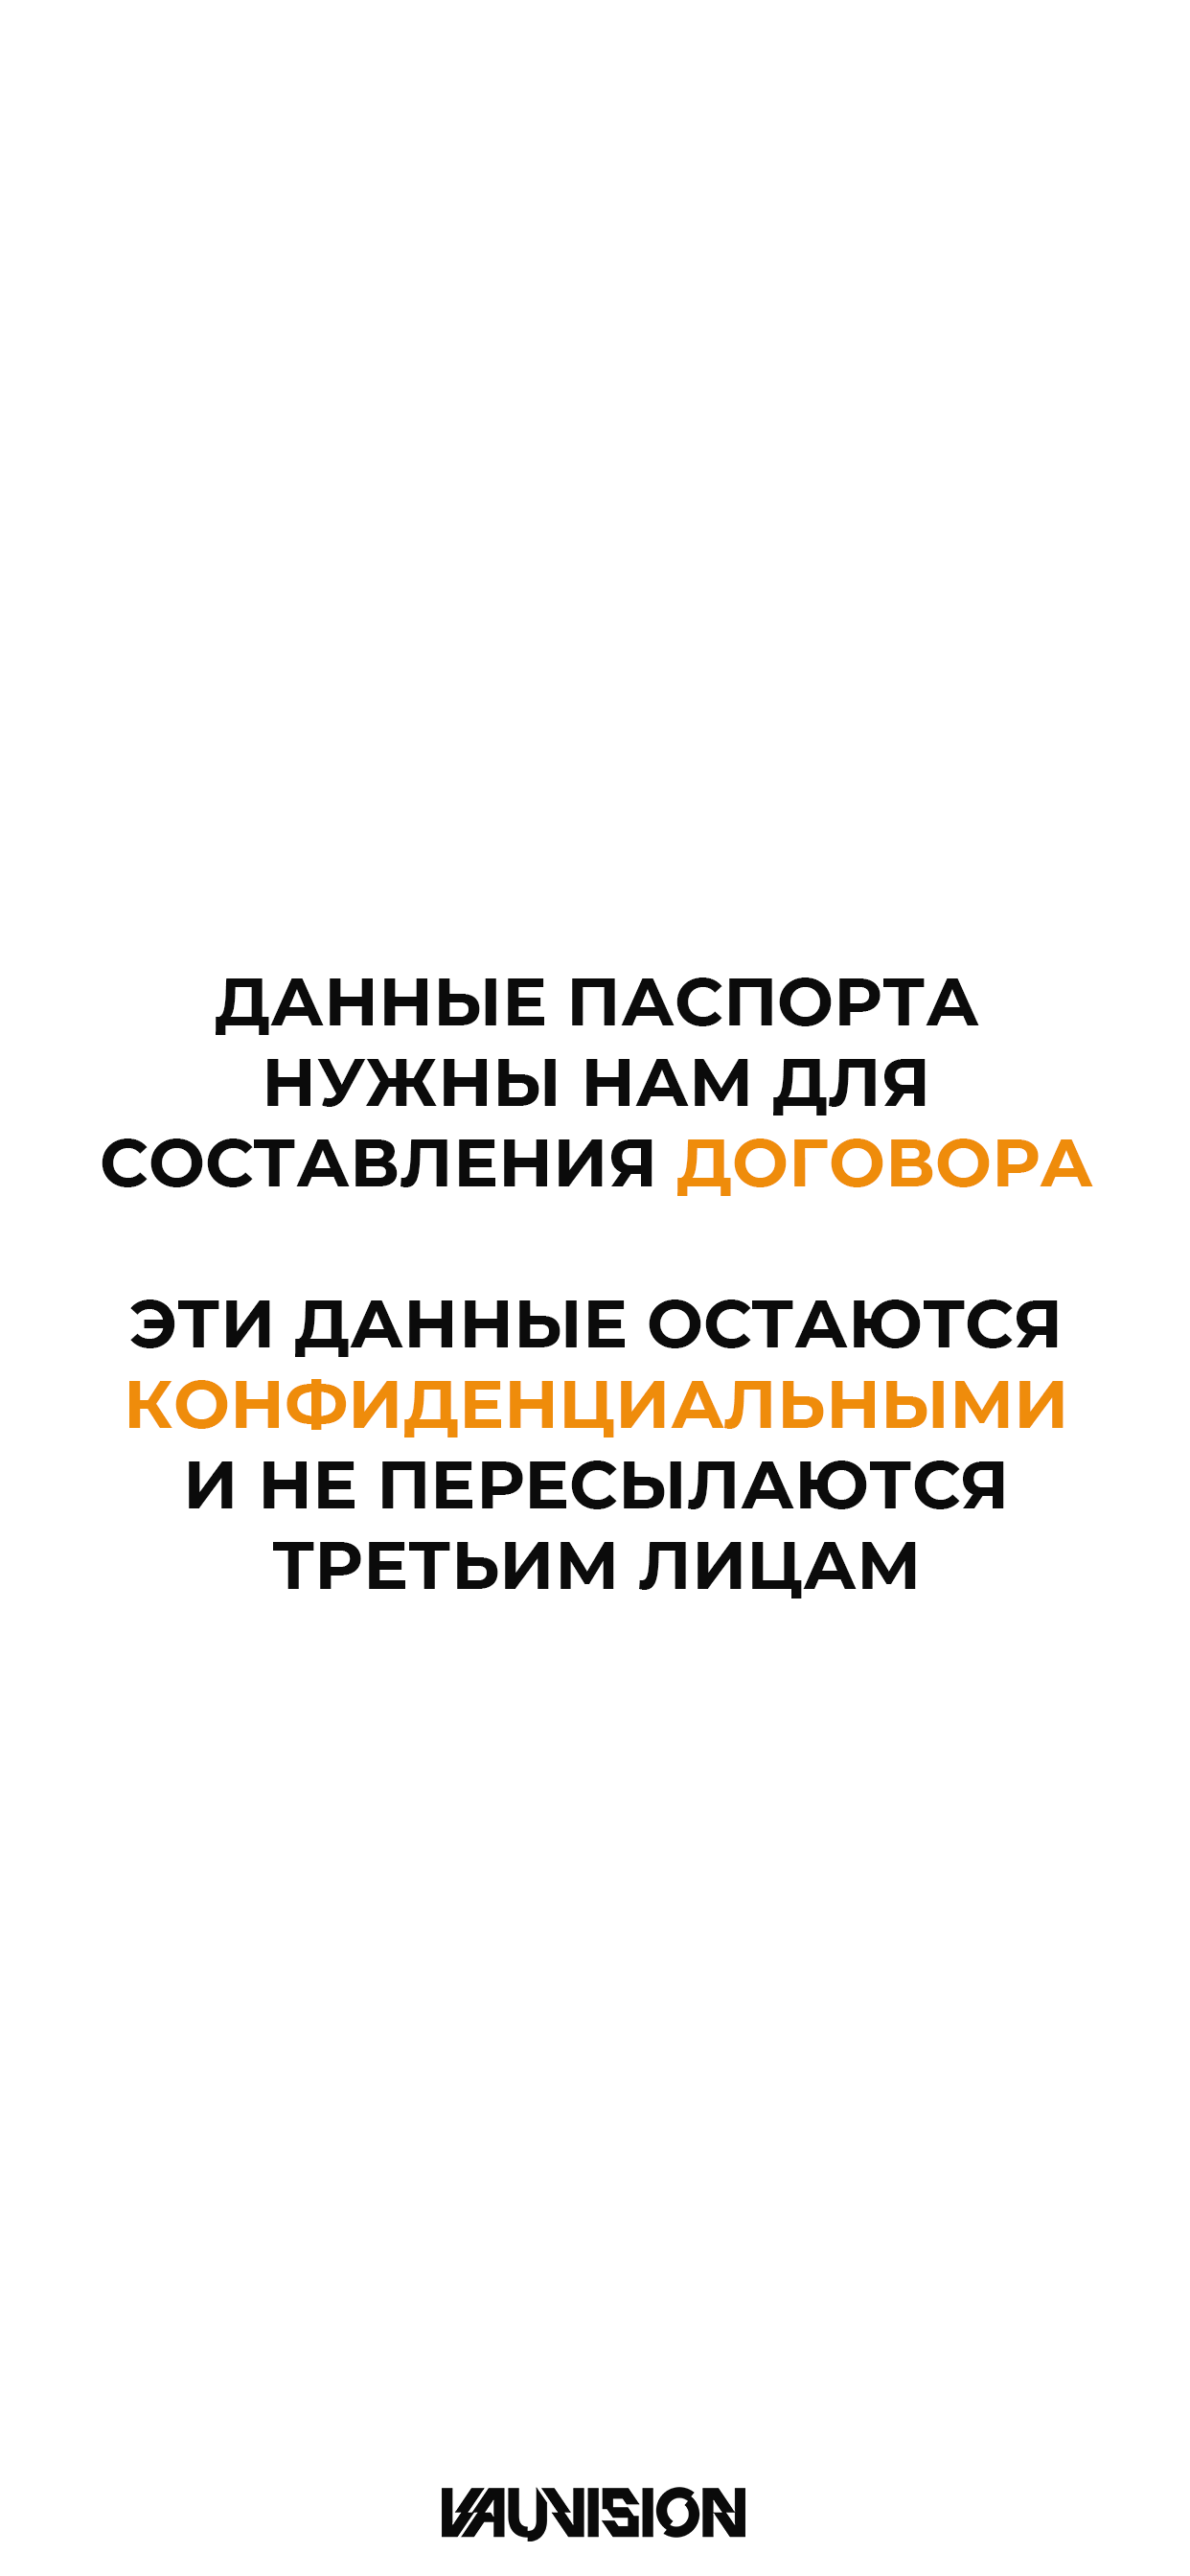 ДАННЫЕ ПАСПОРТА
НУЖНЫ НАМ ДЛЯ
СОСТАВЛЕНИЯ ДОГОВОРА
ЭТИ ДАННЫЕ ОСТАЮТСЯ
КОНФИДЕНЦИАЛЬНЫМИ
И НЕ ПЕРЕСЫЛАЮТСЯ
ТРЕТЬИМ ЛИЦАМ
VAUVISION